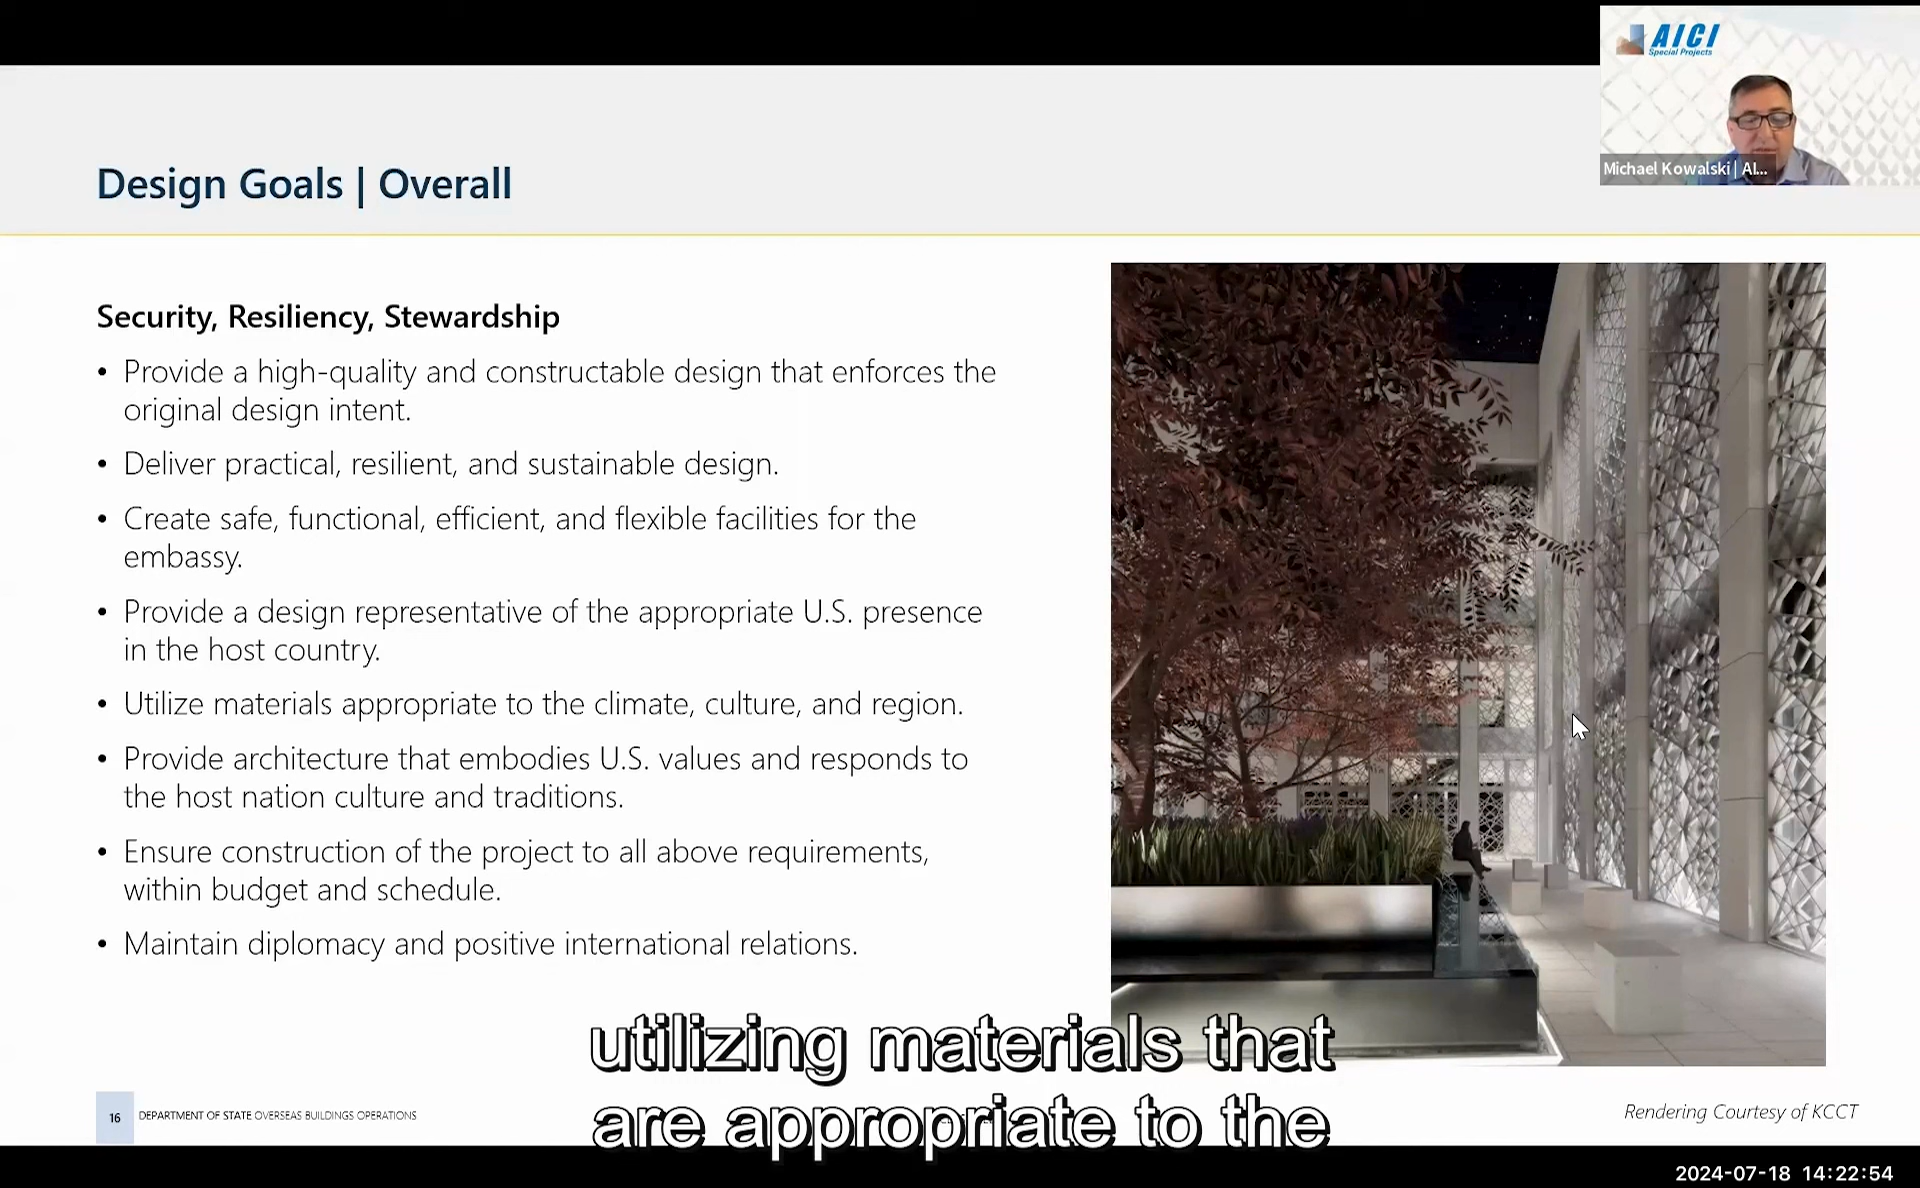 AICI
Special Projects
Michael Kowalski | AI...
Design Goals | Overall
Security, Resiliency, Stewardship
• Provide a high-quality and constructable design that enforces the
original design intent.
• Deliver practical, resilient, and sustainable design.
• Create safe, functional, efficient, and flexible facilities for the
embassy.
• Provide a design representative of the appropriate U.S. presence
in the host country.
• Utilize materials appropriate to the climate, culture, and region.
• Provide architecture that embodies U.S. values and responds to
the host nation culture and traditions.
• Ensure construction of the project to all above requirements,
within budget and schedule.
• Maintain diplomacy and positive international relations.
utilizing materials that
are appropriate to the
16 DEPARTMENT OF STATE OVERSEAS BUILDINGS OPERATIONS
Rendering Courtesy of KCCT
2024-07-18 14:22:54